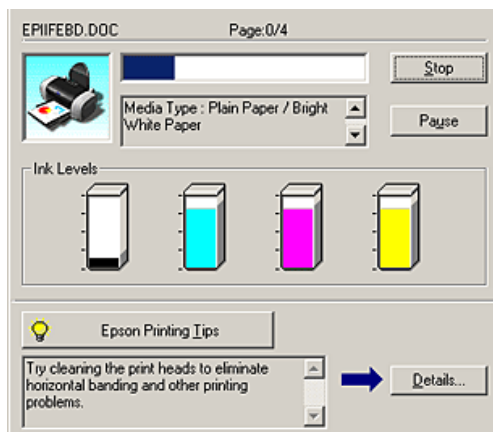 EPIIFEBD.DOC Page:0/4
Stop
Media Type : Plain Paper / Bright
White Paper
Pause
Ink Levels
Epson Printing Tips
Try cleaning the print heads to eliminate
horizontal banding and other printing
problems.
Details...